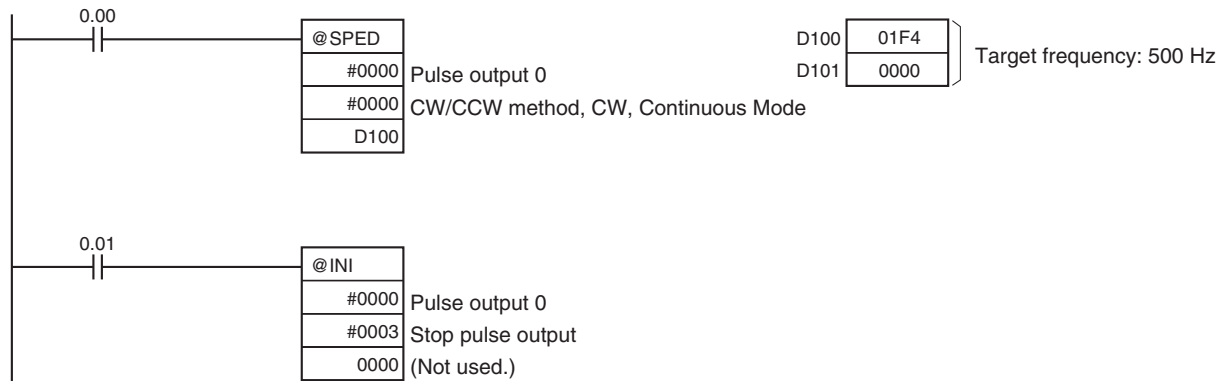 0.00
@SPED
#0000 Pulse output 0
#0000 CW/CCW method, CW, Continuous Mode
D100
D100 01F4
D101 0000
Target frequency: 500 Hz
0.01
@INI
#0000 Pulse output 0
#0003 Stop pulse output
0000 (Not used.)